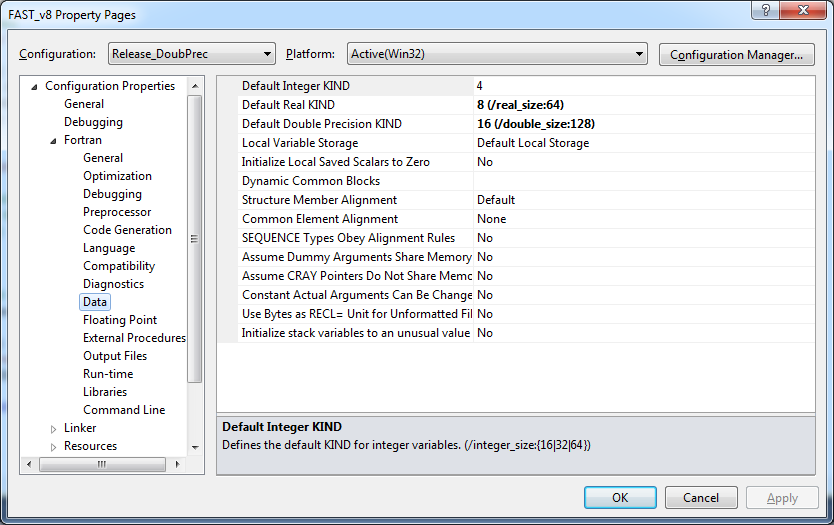 FAST_v8 Property Pages
Configuration: Release_DoubPrec Platform: Active(Win32) Configuration Manager...
Configuration Properties
General
Debugging
Fortran
General
Optimization
Debugging
Preprocessor
Code Generation
Language
Compatibility
Diagnostics
Data
Floating Point
External Procedures
Output Files
Run-time
Libraries
Command Line
Linker
Resources
Default Integer KIND 4
Default Real KIND 8 (/real_size:64)
Default Double Precision KIND 16 (/double_size:128)
Local Variable Storage Default Local Storage
Initialize Local Saved Scalars to Zero No
Dynamic Common Blocks
Structure Member Alignment Default
Common Element Alignment None
SEQUENCE Types Obey Alignment Rules No
Assume Dummy Arguments Share Memory No
Assume CRAY Pointers Do Not Share Memo No
Constant Actual Arguments Can Be Change No
Use Bytes as RECL= Unit for Unformatted Fil No
Initialize stack variables to an unusual value No
Default Integer KIND
Defines the default KIND for integer variables. (/integer_size:{16|32|64})
OK Cancel Apply